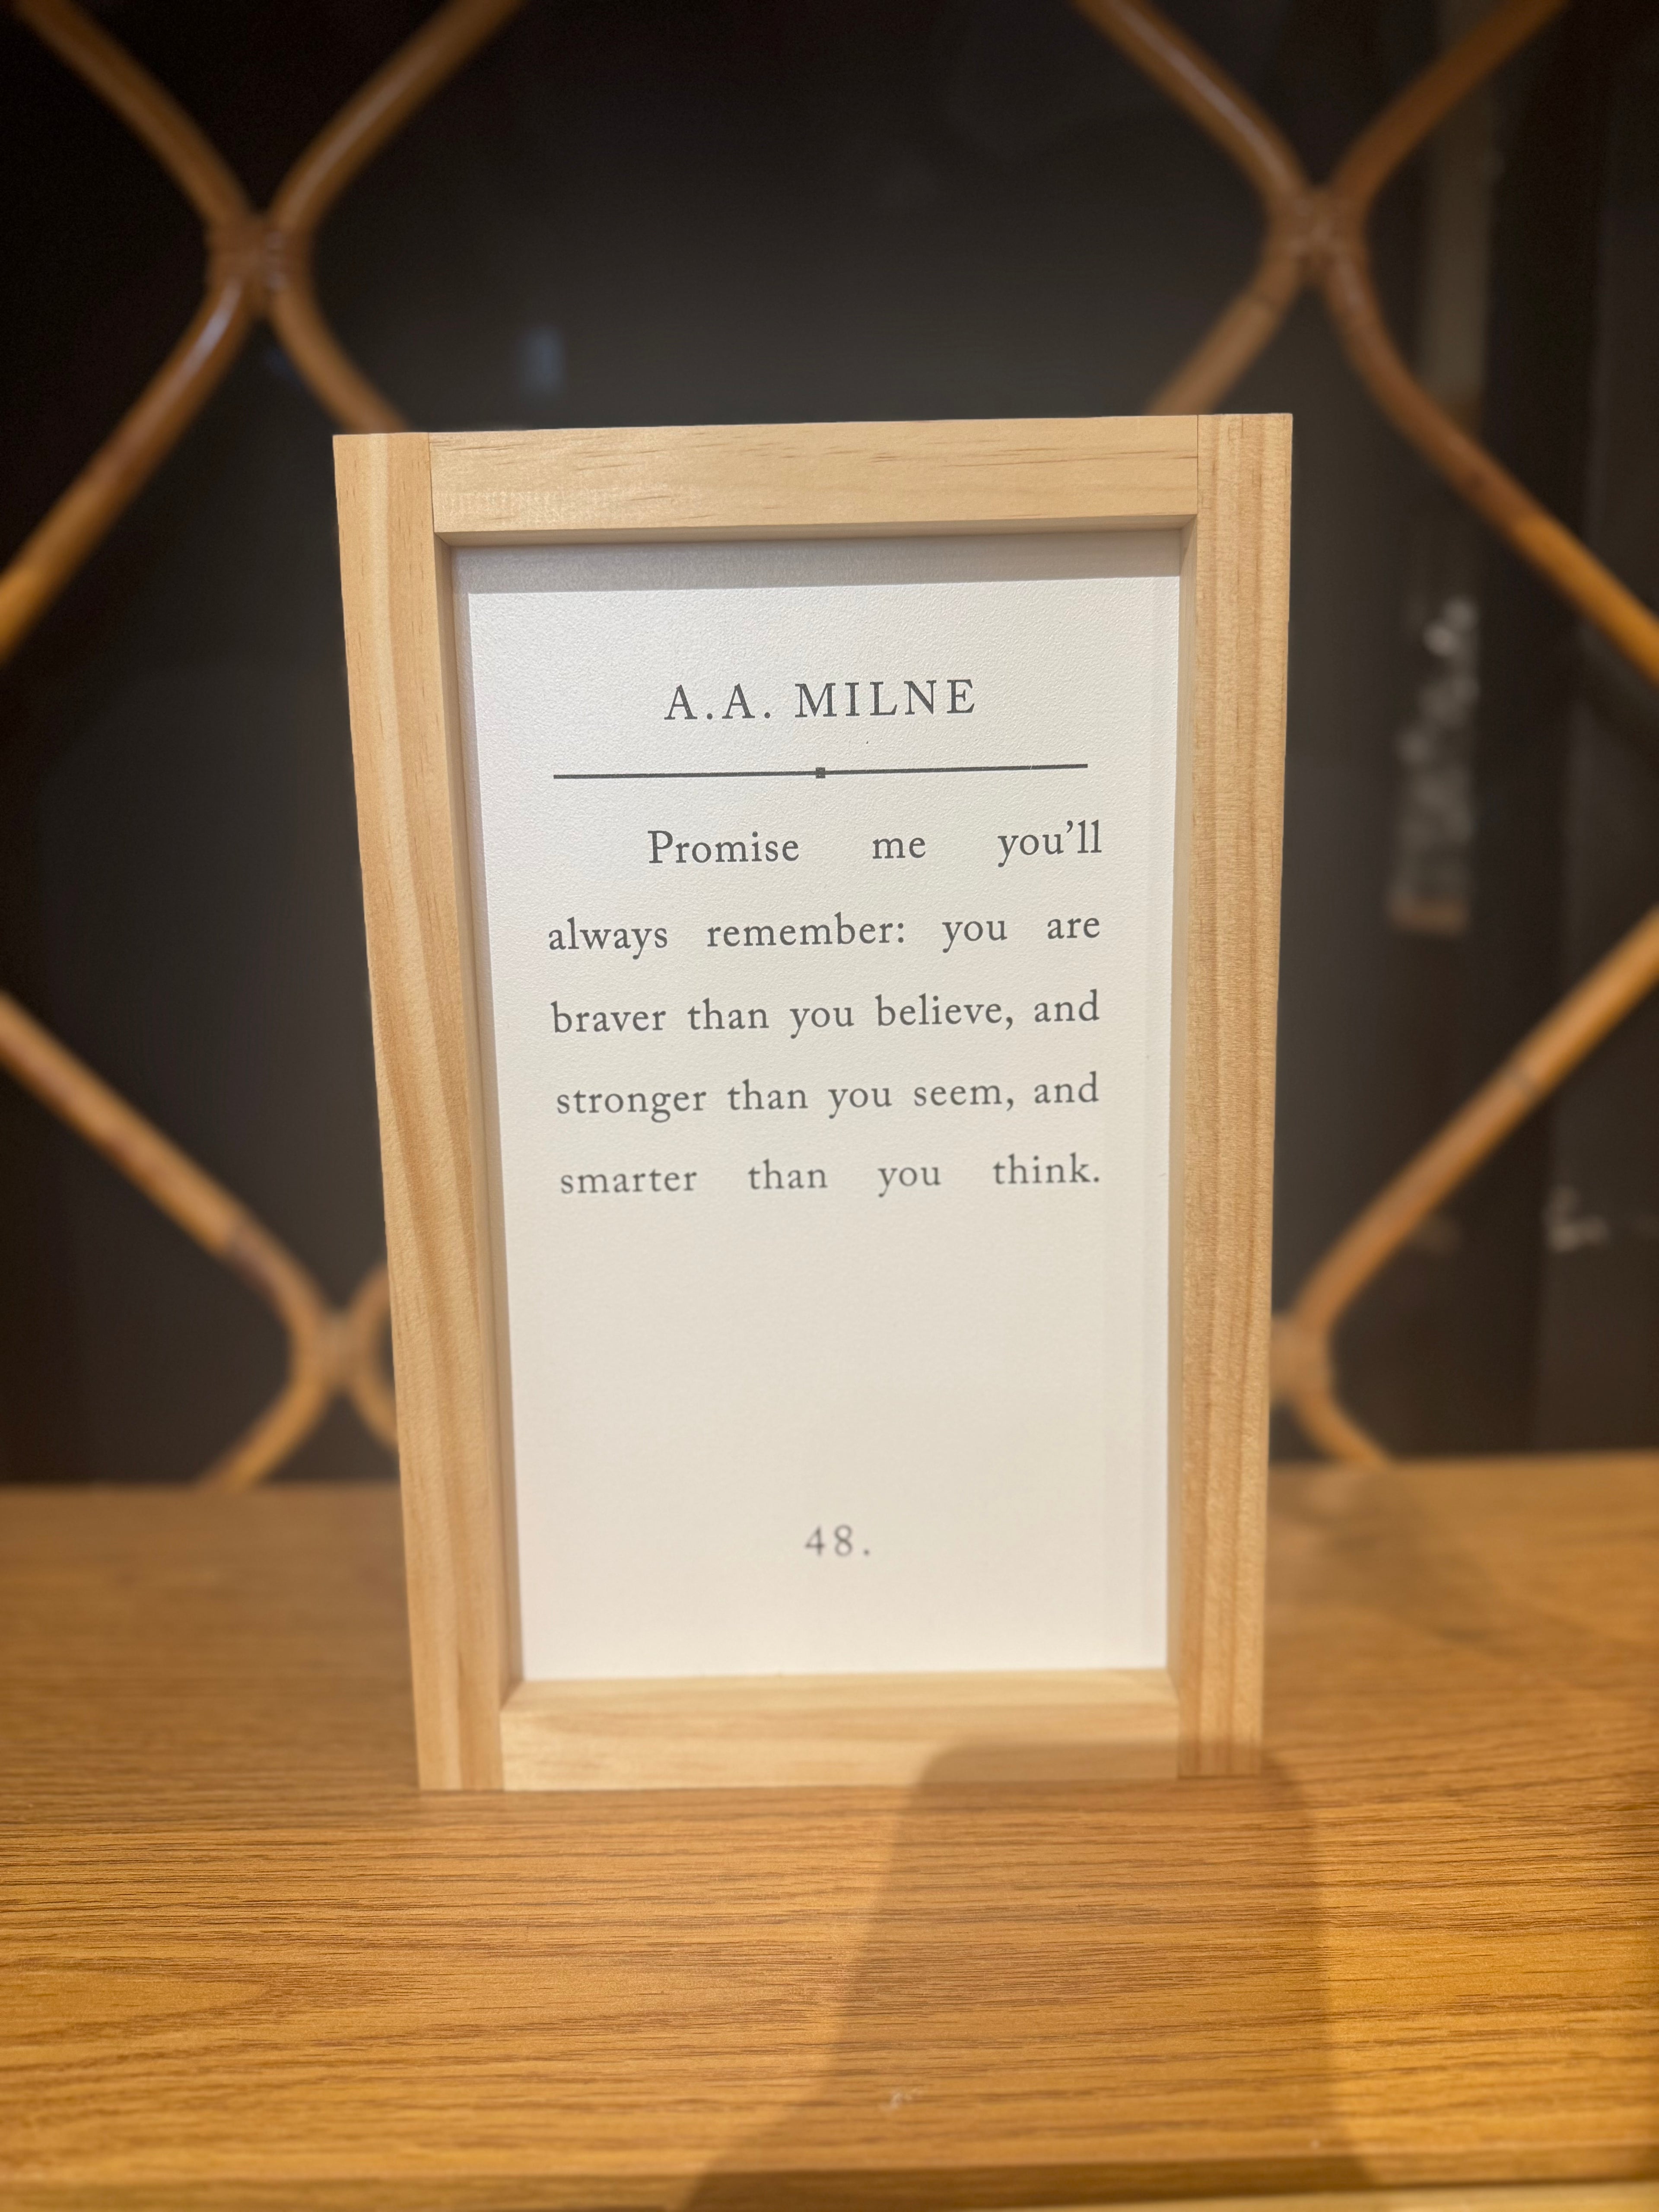 A.A. MILNE
Promise me you’ll
always remember: you are
braver than you believe, and
stronger than you seem, and
smarter than you think.
48.